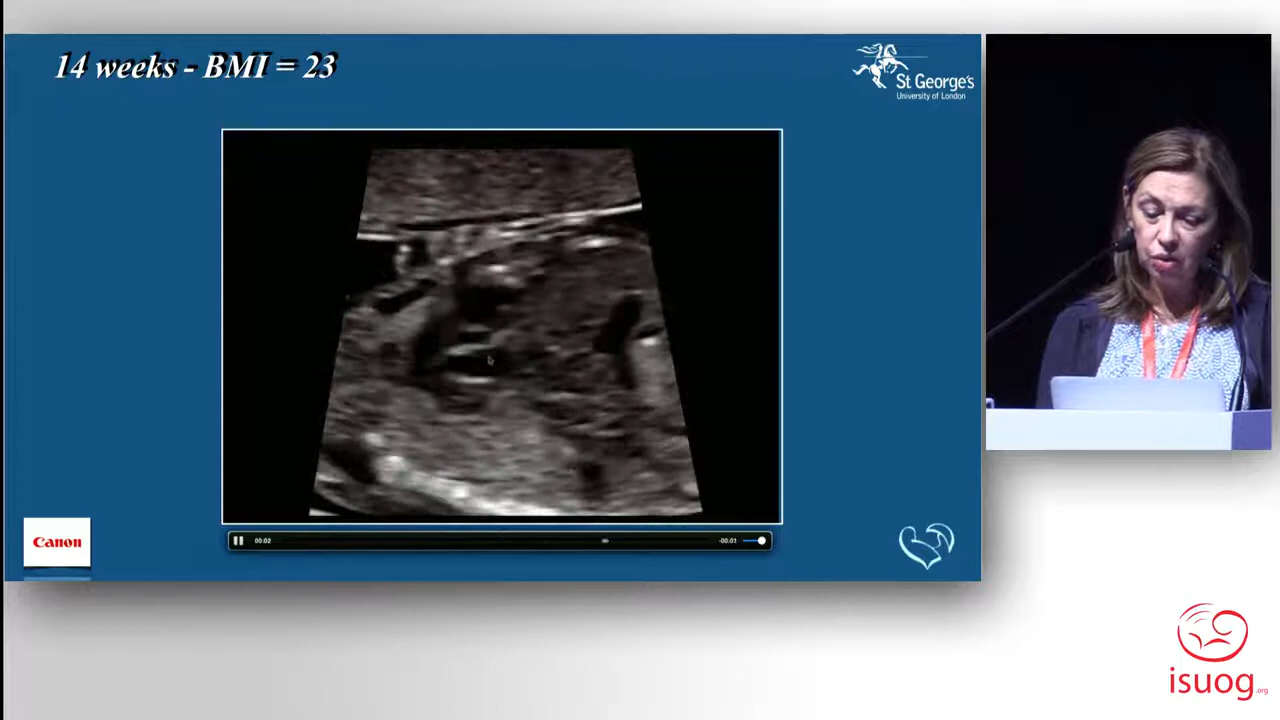 14 weeks - BMI = 23
St George's
University of London
00:02
-00:01
Canon
isuog.org